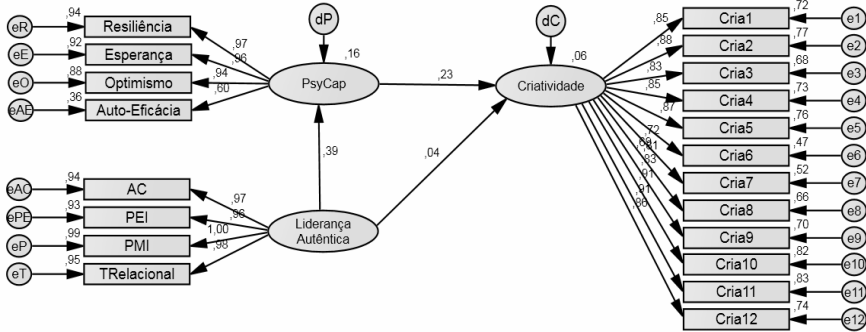 ,94
eR
Resiliência
,92
eE
Esperança
,88
eO
Optimismo
,36
eAE
Auto-Eficácia
,97
,96
,94
,60
dP
,16
PsyCap
,23
,39
,04
dC
,06
Criatividade
,94
eAC
AC
,93
ePE
PEI
,99
eP
PMI
,95
eT
TRelacional
,97
,96
1,00
,98
Liderança
Autêntica
,85
,88
,83
,85
,87
,72
,81
,83
,91
,91
,86
Cria1
,72
e1
Cria2
,77
e2
Cria3
,68
e3
Cria4
,73
e4
Cria5
,76
e5
Cria6
,47
e6
Cria7
,52
e7
Cria8
,66
e8
Cria9
,70
e9
Cria10
,82
e10
Cria11
,83
e11
Cria12
,74
e12